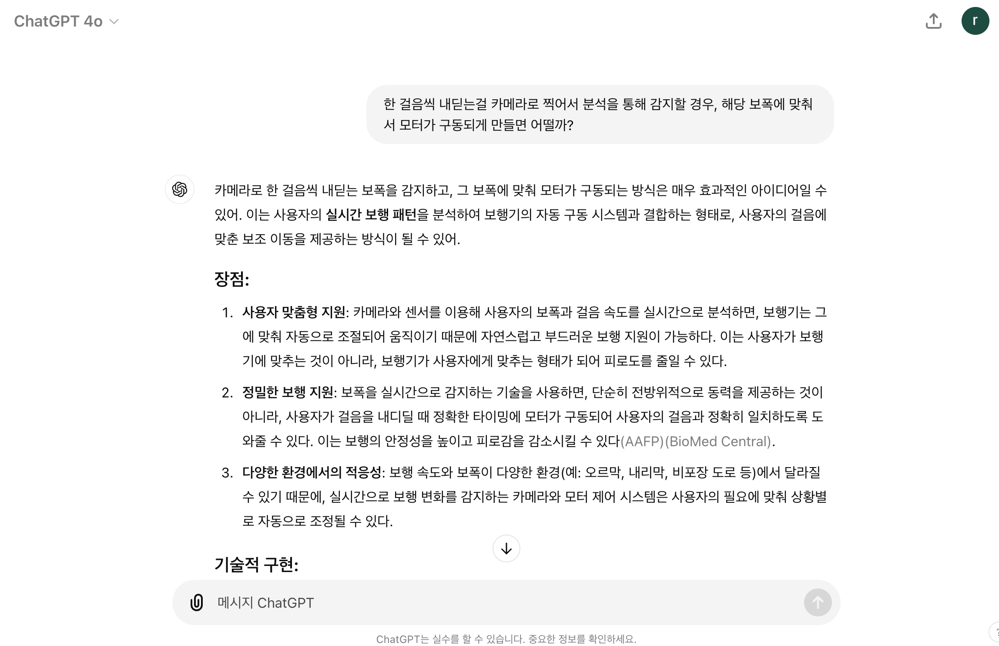 ChatGPT 4o
r
한 걸음씩 내딛는걸 카메라로 찍어서 분석을 통해 감지할 경우, 해당 보폭에 맞춰
서 모터가 구동되게 만들면 어떨까?
카메라로 한 걸음씩 내딛는 보폭을 감지하고, 그 보폭에 맞춰 모터가 구동되는 방식은 매우 효과적인 아이디어일 수
있어. 이는 사용자의 실시간 보행 패턴을 분석하여 보행기의 자동 구동 시스템과 결합하는 형태로, 사용자의 걸음에
맞춘 보조 이동을 제공하는 방식이 될 수 있어.
장점:
1. 사용자 맞춤형 지원: 카메라와 센서를 이용해 사용자의 보폭과 걸음 속도를 실시간으로 분석하면, 보행기는 그
에 맞춰 자동으로 조절되어 움직이기 때문에 자연스럽고 부드러운 보행 지원이 가능하다. 이는 사용자가 보행
기에 맞추는 것이 아니라, 보행기가 사용자에게 맞추는 형태가 되어 피로도를 줄일 수 있다.
2. 정밀한 보행 지원: 보폭을 실시간으로 감지하는 기술을 사용하면, 단순히 전방위적으로 동력을 제공하는 것이
아니라, 사용자가 걸음을 내디딜 때 정확한 타이밍에 모터가 구동되어 사용자의 걸음과 정확히 일치하도록 도
와줄 수 있다. 이는 보행의 안정성을 높이고 피로감을 감소시킬 수 있다(AAFP)(BioMed Central).
3. 다양한 환경에서의 적응성: 보행 속도와 보폭이 다양한 환경(예: 오르막, 내리막, 비포장 도로 등)에서 달라질
수 있기 때문에, 실시간으로 보행 변화를 감지하는 카메라와 모터 제어 시스템은 사용자의 필요에 맞춰 상황별
로 자동으로 조정될 수 있다.
기술적 구현:
메시지 ChatGPT
ChatGPT는 실수를 할 수 있습니다. 중요한 정보를 확인하세요.
?